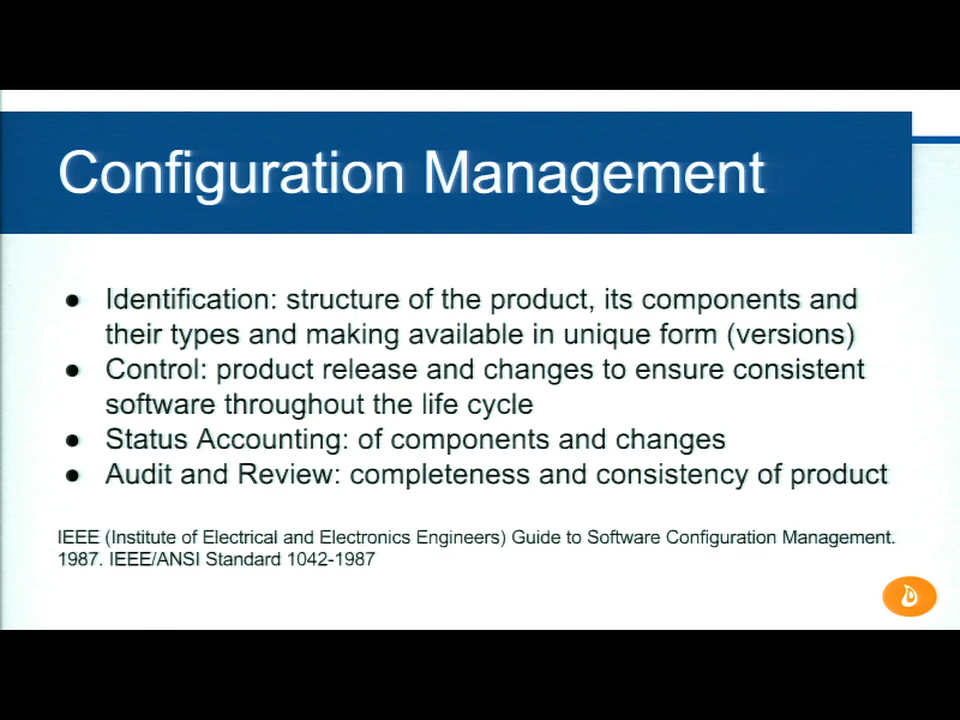 Configuration Management
● Identification: structure of the product, its components and
their types and making available in unique form (versions)
● Control: product release and changes to ensure consistent
software throughout the life cycle
● Status Accounting: of components and changes
● Audit and Review: completeness and consistency of product
IEEE (Institute of Electrical and Electronics Engineers) Guide to Software Configuration Management.
1987. IEEE/ANSI Standard 1042-1987